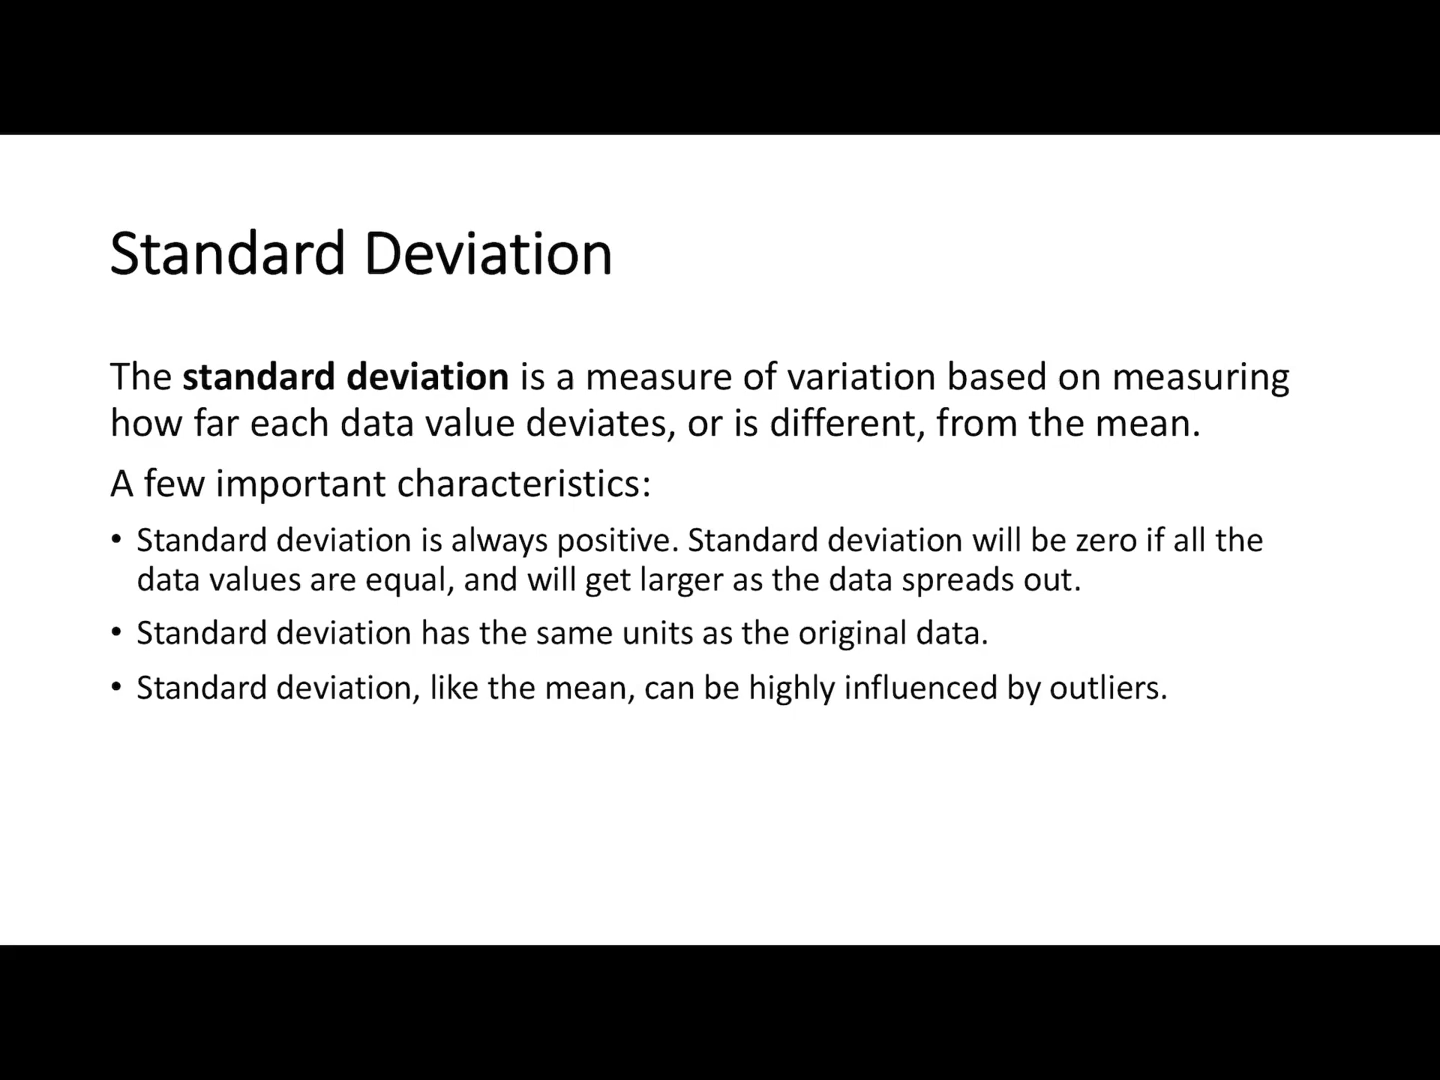 Standard Deviation
The standard deviation is a measure of variation based on measuring
how far each data value deviates, or is different, from the mean.
A few important characteristics:
• Standard deviation is always positive. Standard deviation will be zero if all the
data values are equal, and will get larger as the data spreads out.
• Standard deviation has the same units as the original data.
• Standard deviation, like the mean, can be highly influenced by outliers.